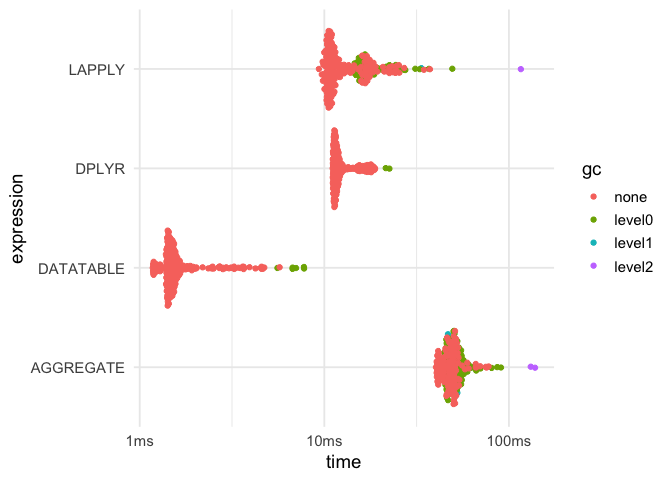 LAPPLY
DPLYR
DATATABLE
AGGREGATE
expression
1ms 10ms 100ms
time
gc
none
level0
level1
level2